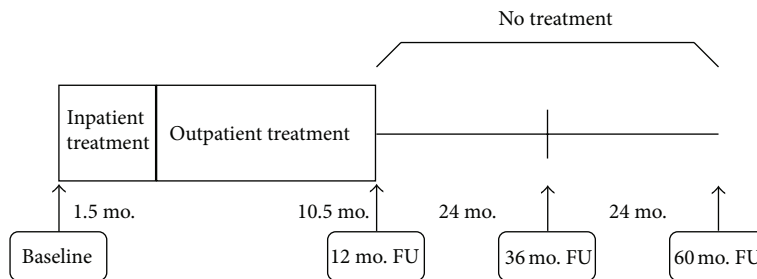 No treatment
Inpatient
treatment
Outpatient treatment
1.5 mo.
10.5 mo.
24 mo.
24 mo.
Baseline
12 mo. FU
36 mo. FU
60 mo. FU